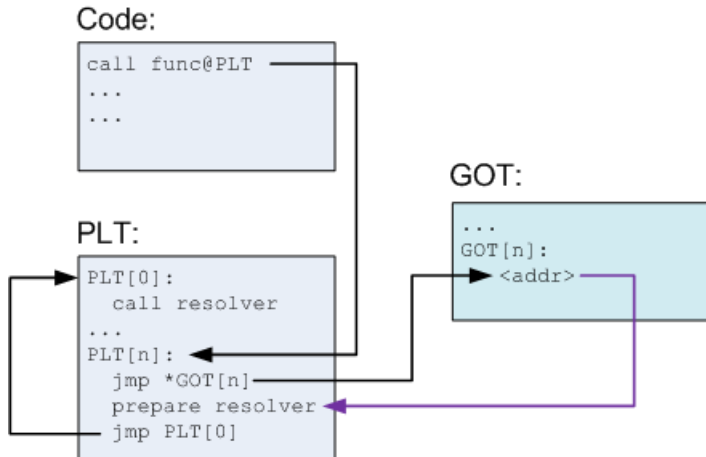 Code:
call func@PLT
...
...
GOT:
...
GOT[n]:
<addr>
PLT:
PLT[0]:
call resolver
...
PLT[n]:
jmp *GOT[n]
prepare resolver
jmp PLT[0]